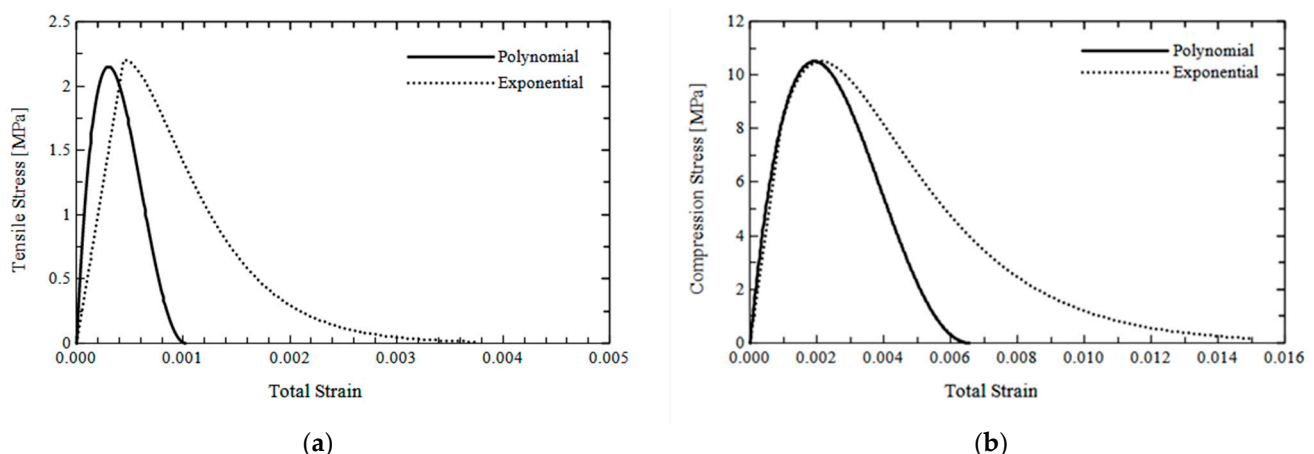 2.5
2
1.5
1
0.5
0
Tensile Stress [MPa]
Polynomial
Exponential
0.000 0.001 0.002 0.003 0.004 0.005
Total Strain
(a)
12
10
8
6
4
2
0
Compression Stress [MPa]
Polynomial
Exponential
0.000 0.002 0.004 0.006 0.008 0.010 0.012 0.014 0.016
Total Strain
(b)